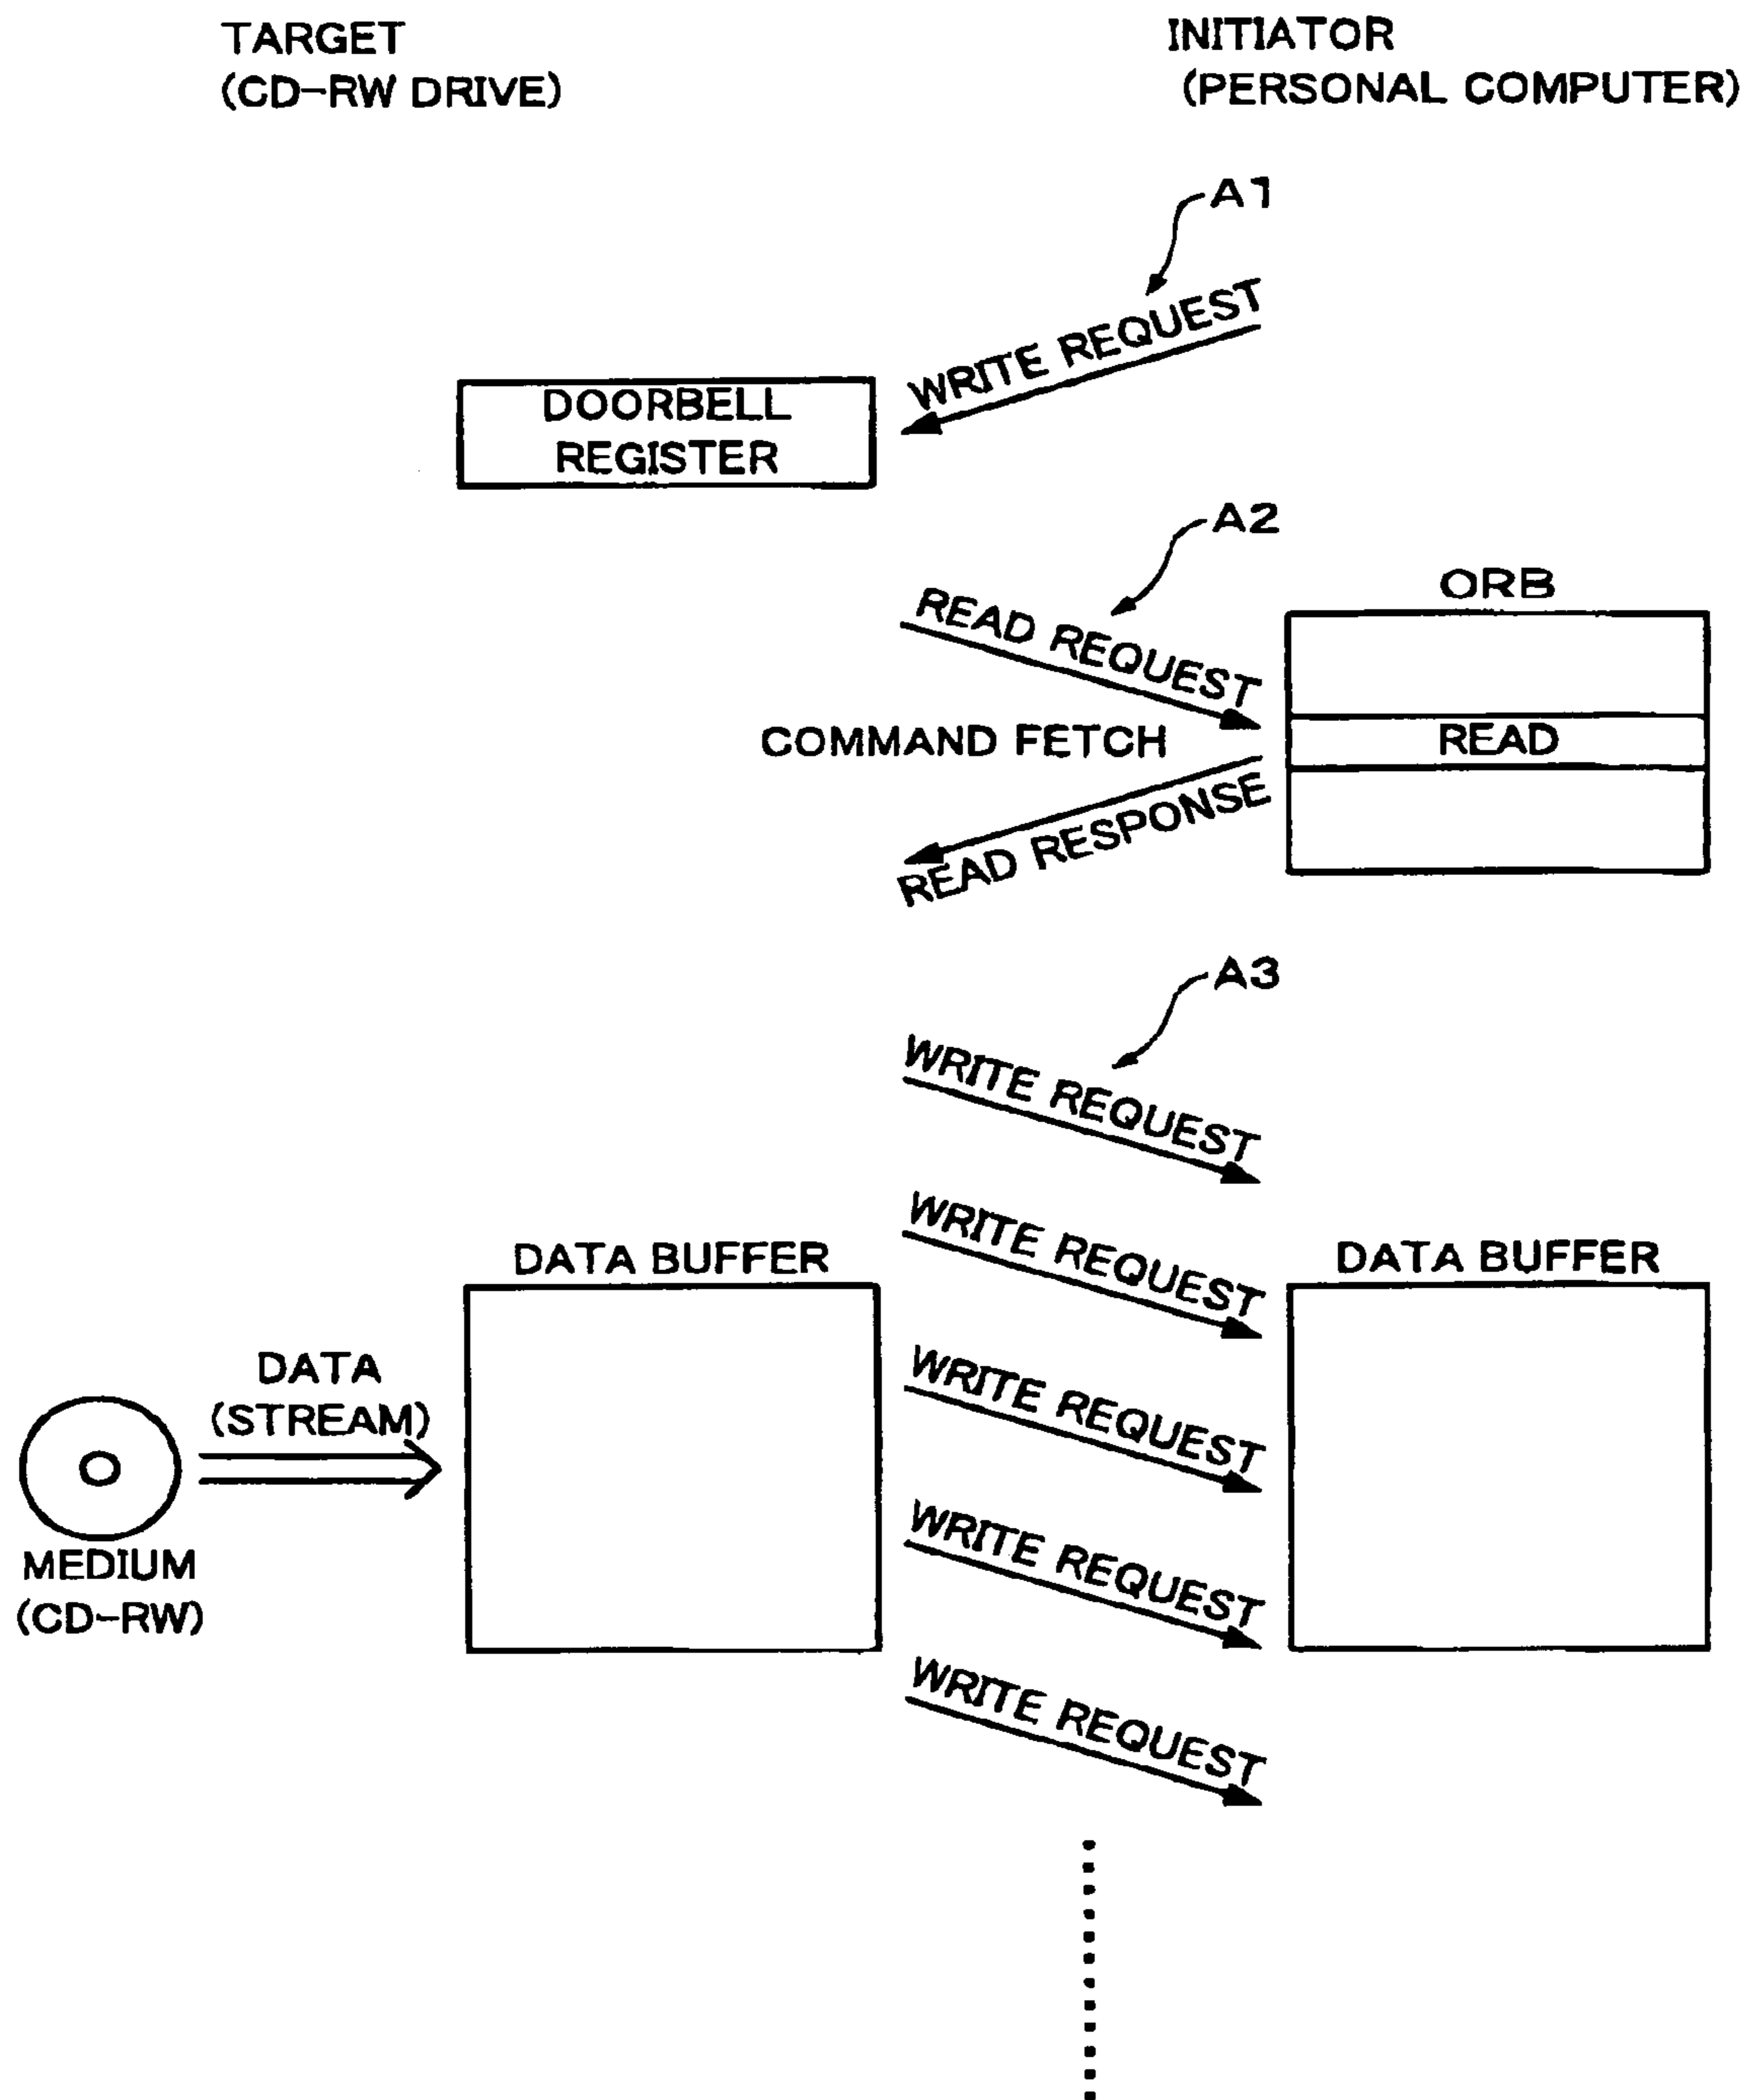 TARGET
(CD-RW DRIVE)
INITIATOR
(PERSONAL COMPUTER)
A1
WRITE REQUEST
DOORBELL
REGISTER
A2
READ REQUEST
ORB
COMMAND FETCH
READ
READ RESPONSE
A3
WRITE REQUEST
WRITE REQUEST
DATA BUFFER
DATA BUFFER
WRITE REQUEST
DATA
(STREAM)
WRITE REQUEST
MEDIUM
(CD-RW)
WRITE REQUEST